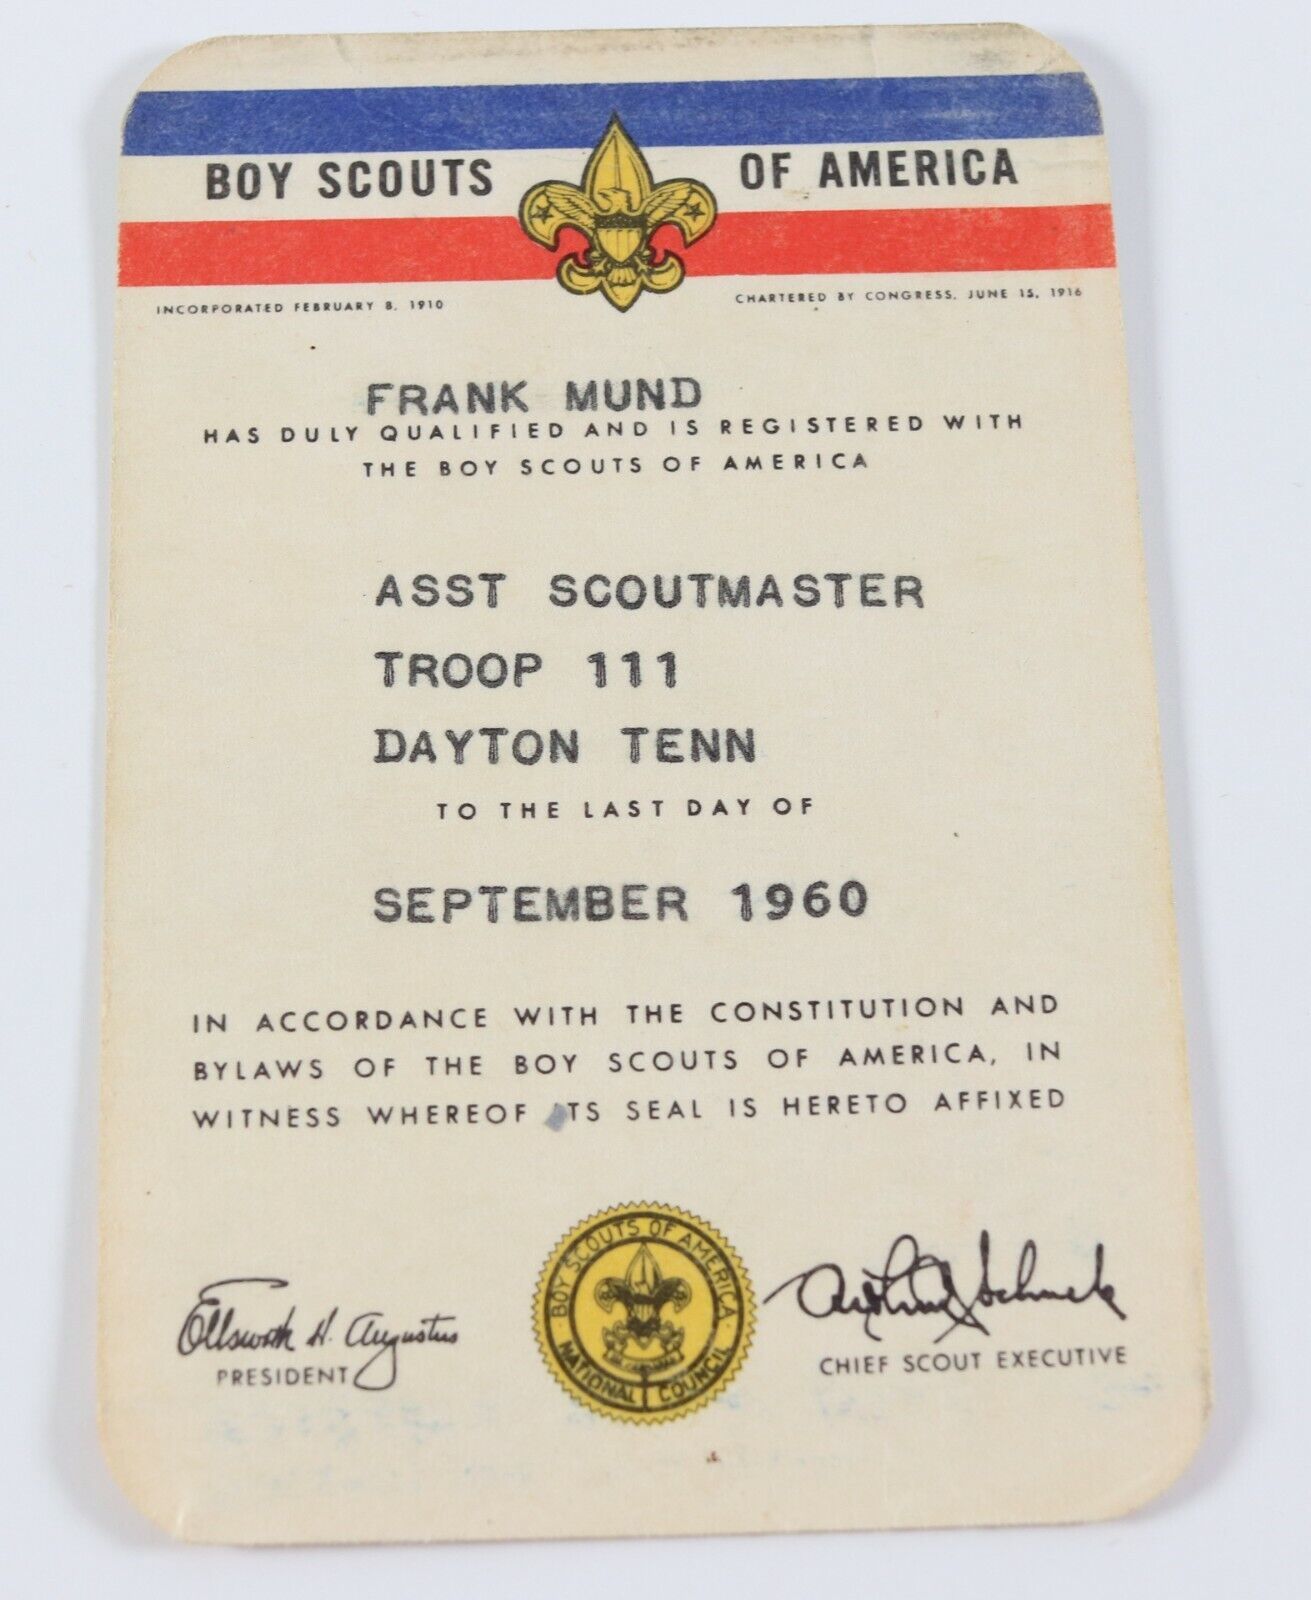 BOY SCOUTS OF AMERICA
INCORPORATED FEBRUARY 8, 1910 CHARTERED BY CONGRESS, JUNE 15, 1916
FRANK MUND
HAS DULY QUALIFIED AND IS REGISTERED WITH
THE BOY SCOUTS OF AMERICA
ASST SCOUTMASTER
TROOP 111
DAYTON TENN
TO THE LAST DAY OF
SEPTEMBER 1960
IN ACCORDANCE WITH THE CONSTITUTION AND
BYLAWS OF THE BOY SCOUTS OF AMERICA, IN
WITNESS WHEREOF ITS SEAL IS HERETO AFFIXED
BOY SCOUTS OF AMERICA
NATIONAL COUNCIL
Ellsworth H. Augustus
PRESIDENT
CHIEF SCOUT EXECUTIVE